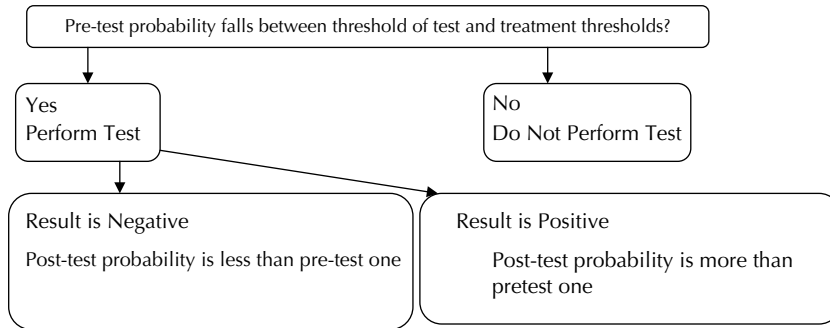 Pre-test probability falls between threshold of test and treatment thresholds?
Yes
Perform Test
No
Do Not Perform Test
Result is Negative
Post-test probability is less than pre-test one
Result is Positive
Post-test probability is more than
pretest one